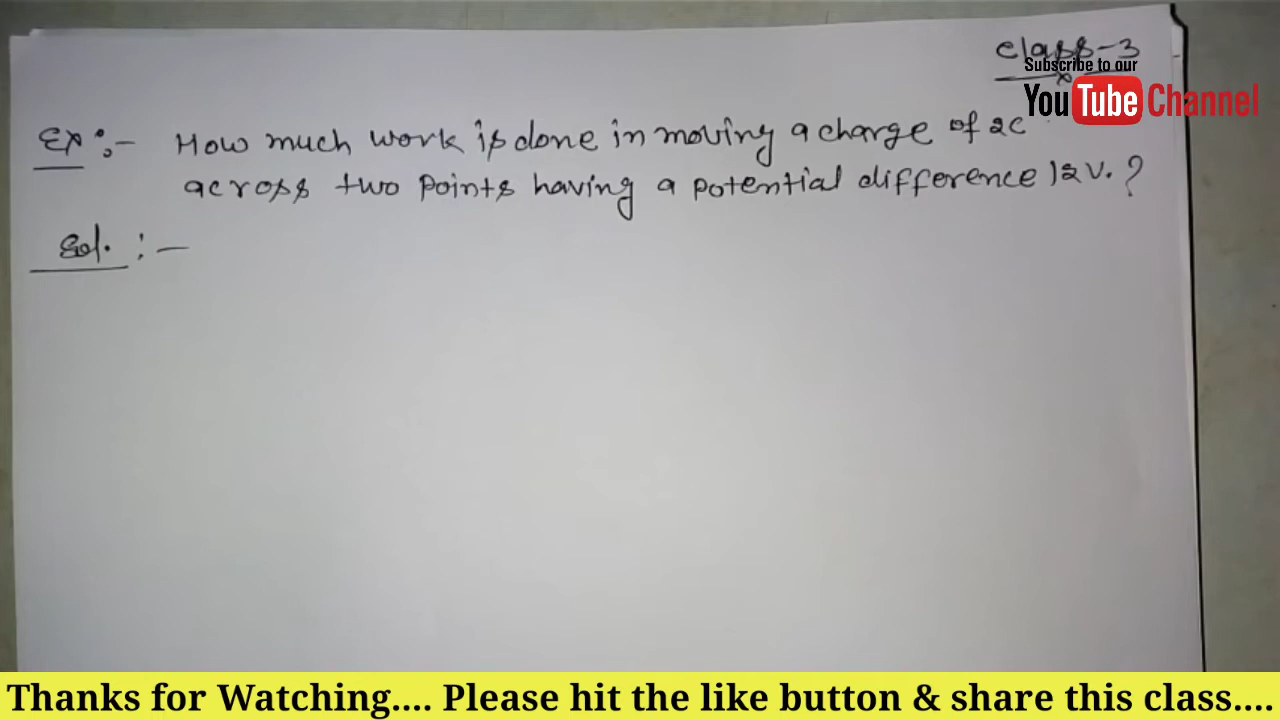 class-3
Subscribe to our
YouTube Channel
Ex:- How much work is done in moving a charge of 2C
across two points having a potential difference 12V.?
Sol. :-
Thanks for Watching.... Please hit the like button & share this class....